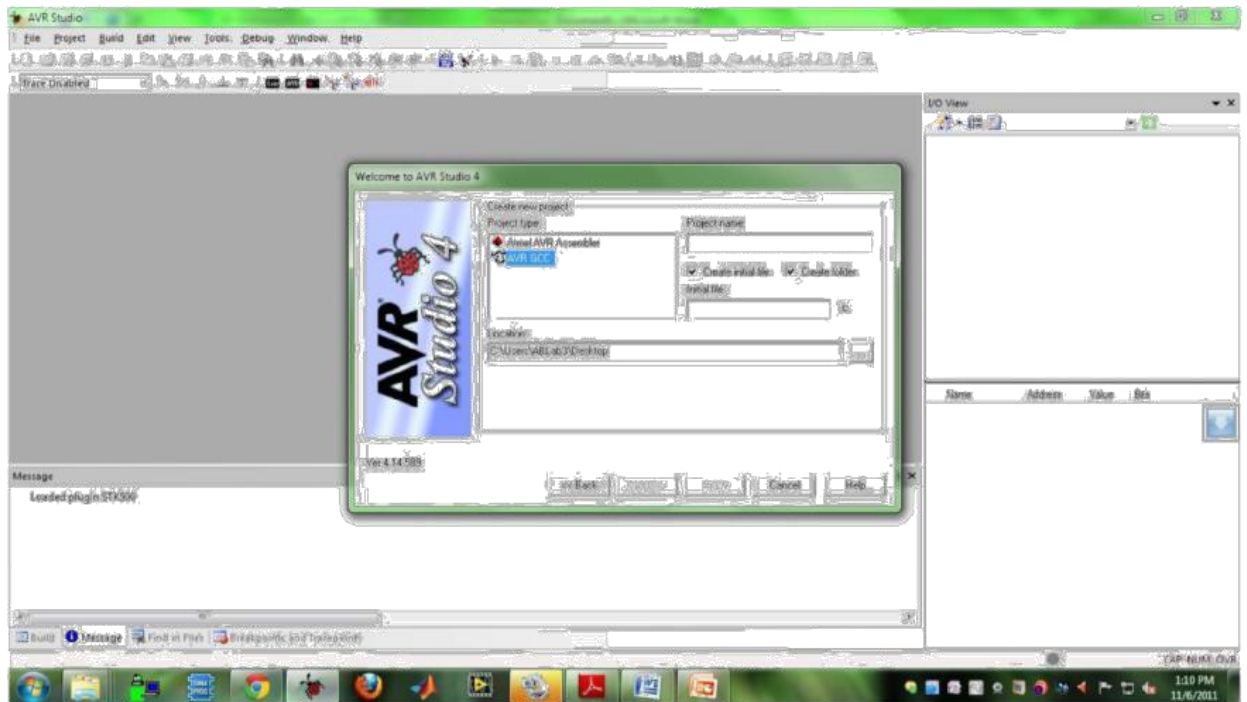 AVR Studio
File Project Build Edit View Tools Debug Window Help
Trace Disabled
I/O View
Welcome to AVR Studio 4
Create new project
Project type:
Project name:
Atmel AVR Assembler
AVR GCC
Create initial file Create folder
Initial file:
.c
Location:
C:\Users\ABLab3\Desktop
...
AVR
Studio 4
Ver 4.14.589
<< Back Cancel Help
Name Address Value Bits
Message
Loaded plugin STK500
Build Message Find in Files Breakpoints and Tracepoints
CAP NUM OVR
1:10 PM
11/6/2011